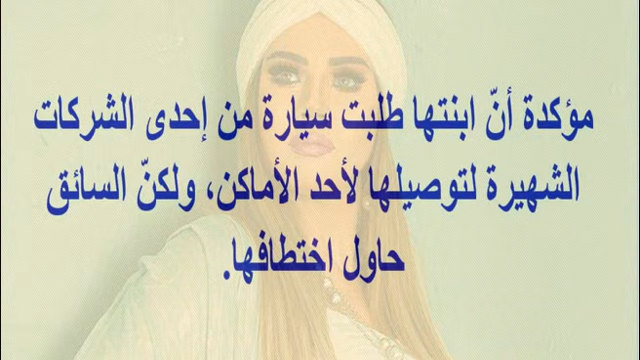 مؤكدة أنّ ابنتها طلبت سيارة من إحدى الشركات
الشهيرة لتوصيلها لأحد الأماكن، ولكنّ السائق
حاول اختطافها.